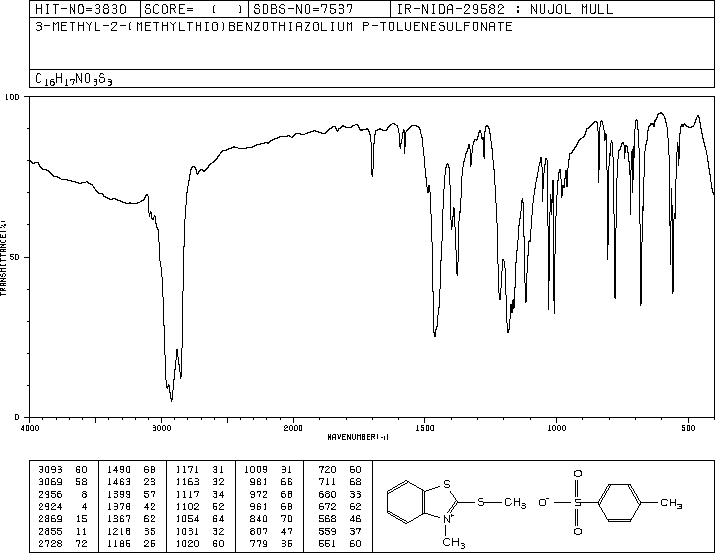 HIT-NO=3830 SCORE= ( ) SDBS-NO=7537 IR-NIDA-29582 : NUJOL MULL
3-METHYL-2-(METHYLTHIO)BENZOTHIAZOLIUM P-TOLUENESULFONATE
C16H17NO3S3
100
TRANSMITTANCE(%)
50
0
4000 3000 2000 1500 1000 500
WAVENUMBER(-1)
3093 60 1490 68 1171 31 1009 31 720 60
3069 58 1463 23 1163 32 981 66 711 68
2956 8 1399 57 1117 34 972 68 680 33
2924 4 1378 42 1102 62 961 68 672 62
2869 15 1367 62 1054 64 840 70 568 46
2855 11 1218 35 1031 32 807 47 559 37
2728 72 1186 26 1020 60 779 36 551 60
S
S CH3
N+
CH3
O
O- S
O
CH3